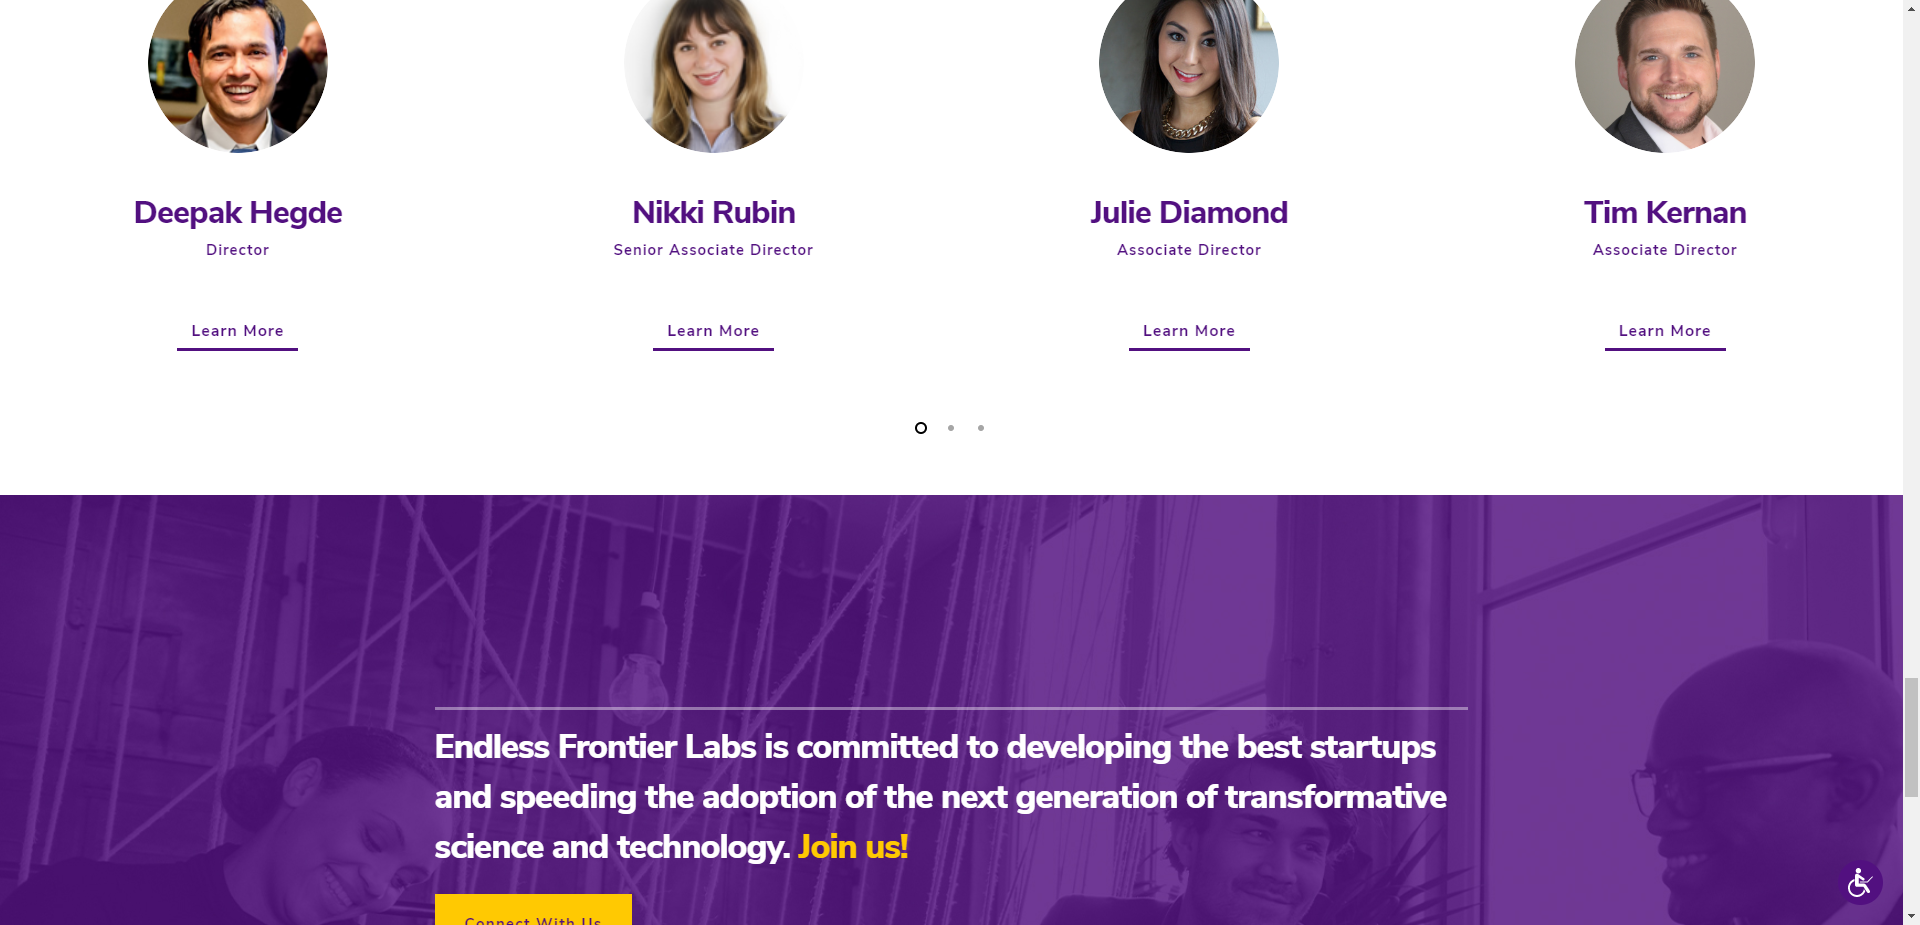 Deepak Hegde
Director
Learn More
Nikki Rubin
Senior Associate Director
Learn More
Julie Diamond
Associate Director
Learn More
Tim Kernan
Associate Director
Learn More
Endless Frontier Labs is committed to developing the best startups
and speeding the adoption of the next generation of transformative
science and technology. Join us!
Connect With Us